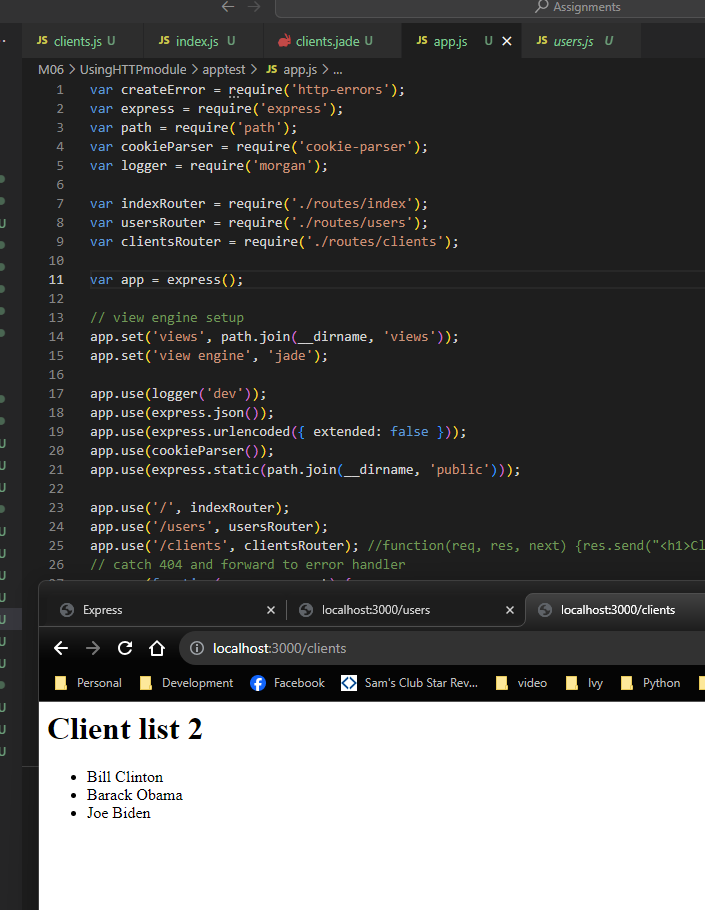 Assignments
JS clients.js U
JS index.js U
clients.jade U
JS app.js U
JS users.js U
M06 > UsingHTTPmodule > apptest > JS app.js > ...
1 var createError = require('http-errors');
2 var express = require('express');
3 var path = require('path');
4 var cookieParser = require('cookie-parser');
5 var logger = require('morgan');
6
7 var indexRouter = require('./routes/index');
8 var usersRouter = require('./routes/users');
9 var clientsRouter = require('./routes/clients');
10
11 var app = express();
12
13 // view engine setup
14 app.set('views', path.join(__dirname, 'views'));
15 app.set('view engine', 'jade');
16
17 app.use(logger('dev'));
18 app.use(express.json());
19 app.use(express.urlencoded({ extended: false }));
20 app.use(cookieParser());
21 app.use(express.static(path.join(__dirname, 'public')));
22
23 app.use('/', indexRouter);
24 app.use('/users', usersRouter);
25 app.use('/clients', clientsRouter); //function(req, res, next) {res.send("<h1>Cl
26 // catch 404 and forward to error handler
Express
localhost:3000/users
localhost:3000/clients
localhost:3000/clients
Personal
Development
Facebook
Sam's Club Star Rev...
video
Ivy
Python
Client list 2
• Bill Clinton
• Barack Obama
• Joe Biden